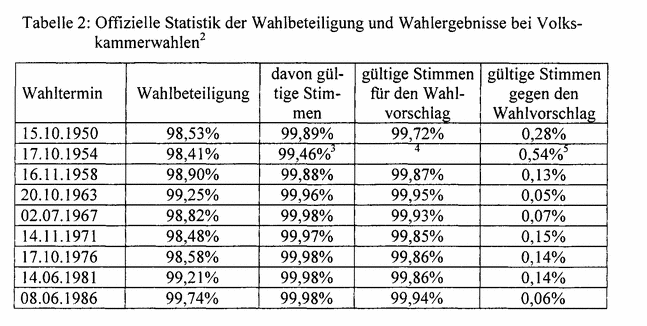 Tabelle 2: Offizielle Statistik der Wahlbeteiligung und Wahlergebnisse bei Volks-
kammerwahlen²
Wahltermin Wahlbeteiligung davon gül-
tige Stim-
men gültige Stimmen
für den Wahl-
vorschlag gültige Stimmen
gegen den
Wahlvorschlag
15.10.1950 98,53% 99,89% 99,72% 0,28%
17.10.1954 98,41% 99,46%³ ⁴ 0,54%⁵
16.11.1958 98,90% 99,88% 99,87% 0,13%
20.10.1963 99,25% 99,96% 99,95% 0,05%
02.07.1967 98,82% 99,98% 99,93% 0,07%
14.11.1971 98,48% 99,97% 99,85% 0,15%
17.10.1976 98,58% 99,98% 99,86% 0,14%
14.06.1981 99,21% 99,98% 99,86% 0,14%
08.06.1986 99,74% 99,98% 99,94% 0,06%